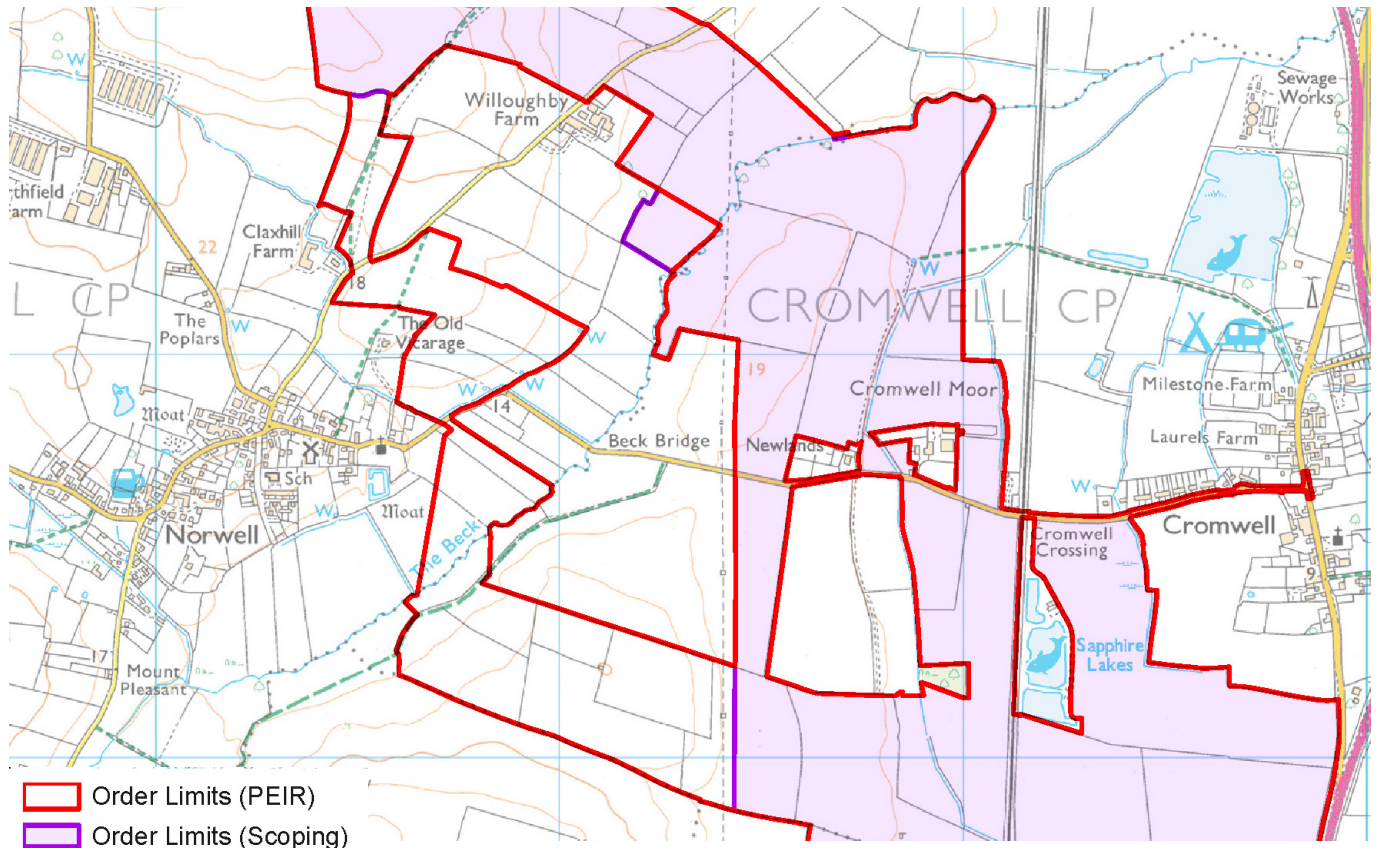 W
Sewage
Works
Willoughby
Farm
thfield
arm
Claxhill
Farm
22
W
18
L CP
CROMWELL CP
The
Poplars
W
The Old
Vicarage
W
19
Milestone Farm
Cromwell Moor
W
W
14
Moat
Beck Bridge
Newlands
Laurels Farm
Sch
W
W
Moat
Norwell
The Beck
Cromwell
Cromwell
Crossing
9
17
Mount
Pleasant
Sapphire
Lakes
Order Limits (PEIR)
Order Limits (Scoping)